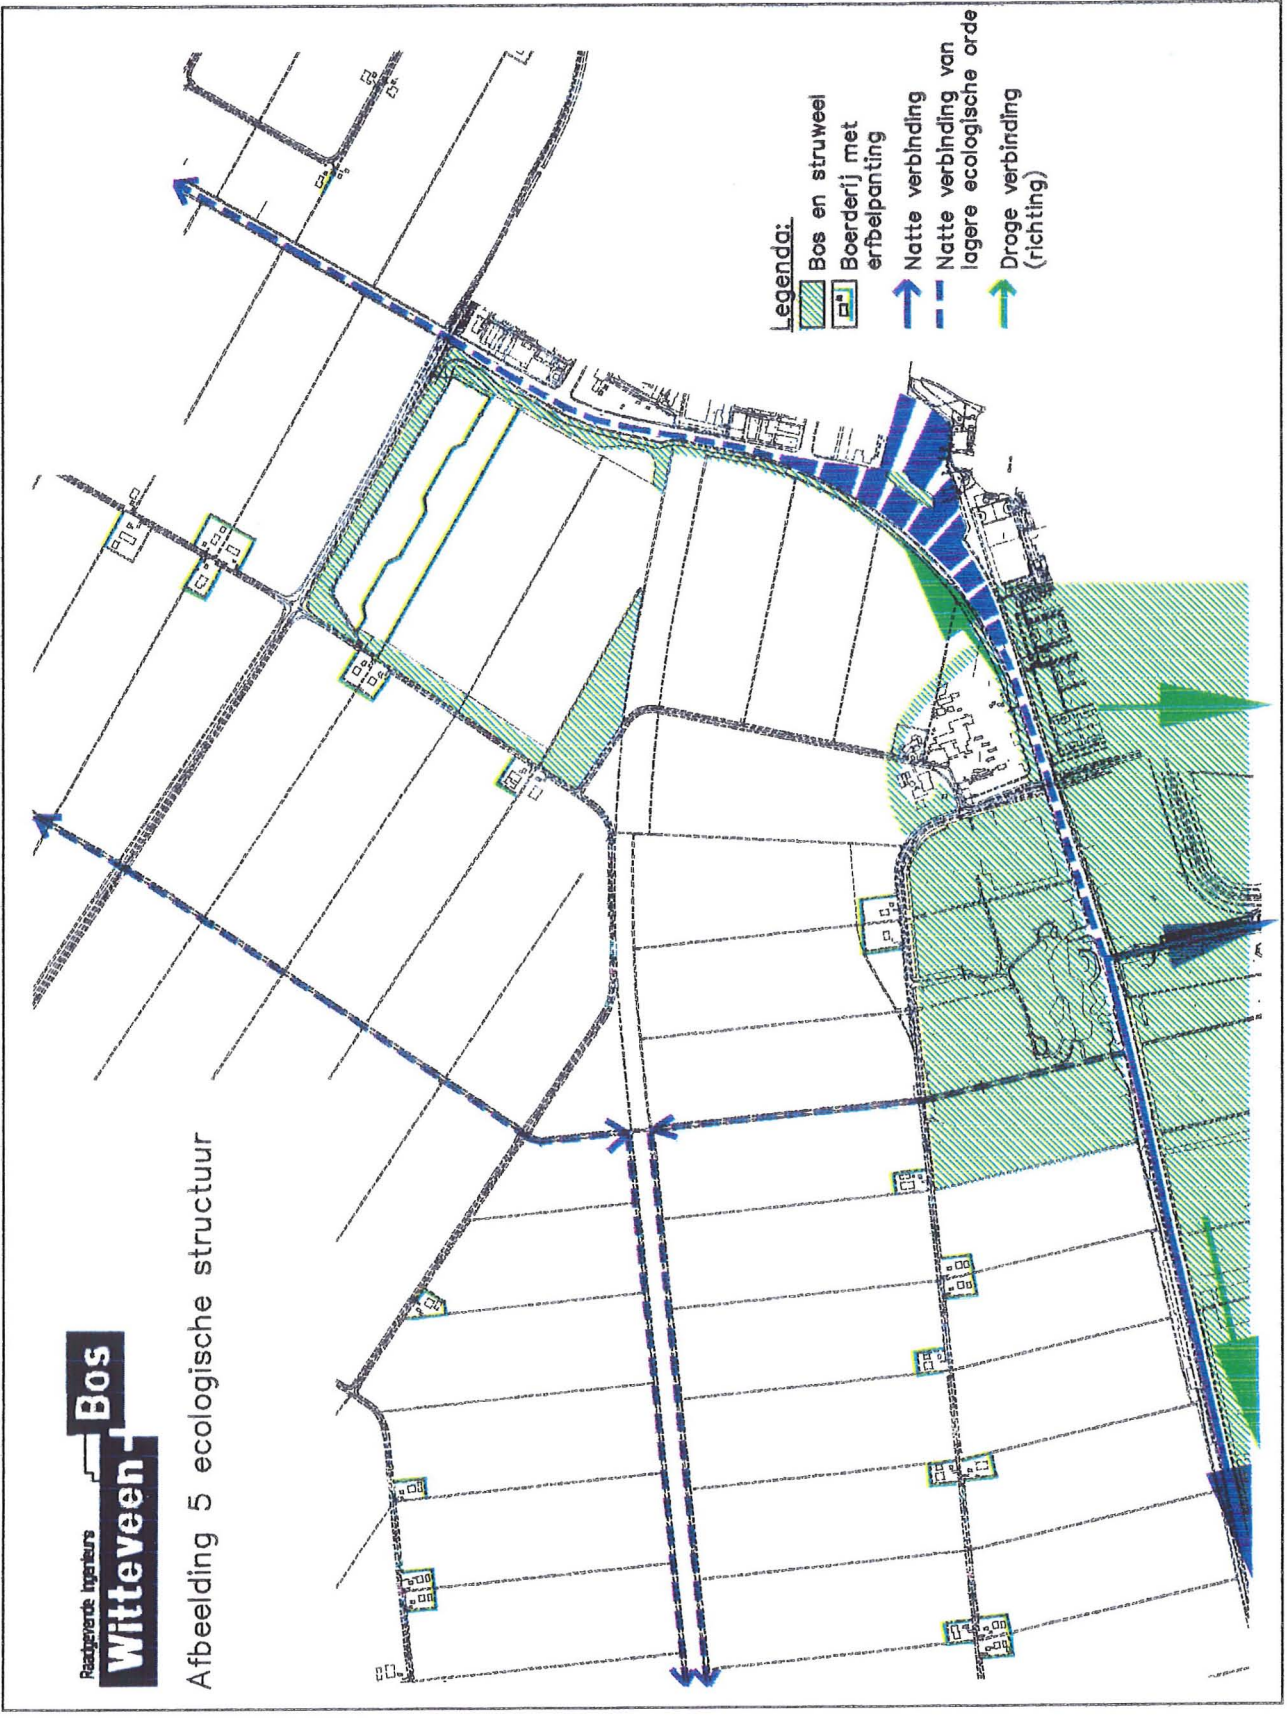 Raadgevende Ingenieurs
Witteveen+Bos
Afbeelding 5 ecologische structuur
Legenda:
Bos en struweel
Boerderij met
erfbelpanting
Natte verbinding
Natte verbinding van
lagere ecologische orde
Droge verbinding
(richting)